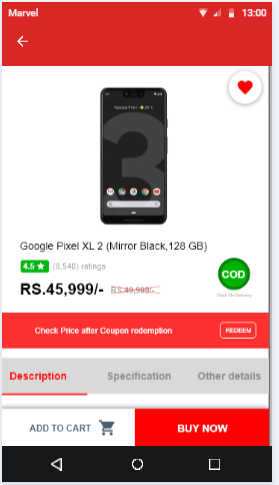 Marvel 13:00
3
Google Pixel XL 2 (Mirror Black,128 GB)
4.5 ★ (8,540) ratings
COD
Cash On Delivery
RS.45,999/- RS.49,999/-
Check Price after Coupon redemption REDEEM
Description Specification Other details
ADD TO CART BUY NOW